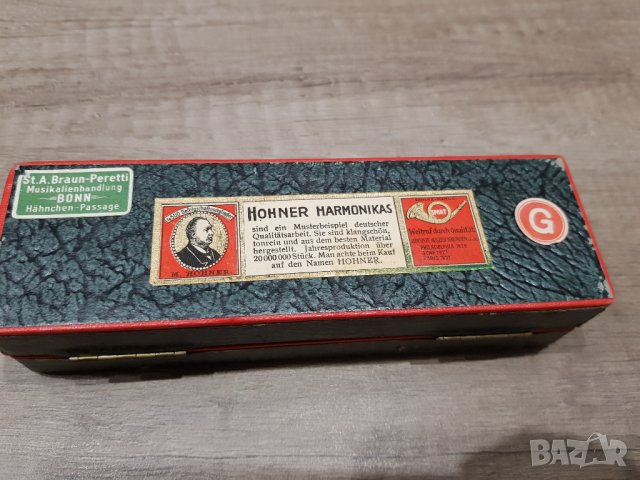 St.A.Braun-Peretti
Musikalienhandlung
BONN
Hähnchen-Passage
M. HOHNER
HOHNER HARMONIKAS
sind ein Musterbeispiel deutscher
Qualitätsarbeit. Sie sind klangschön,
tonrein und aus dem besten Material
hergestellt. Jahresproduktion über
20 000 000 Stück. Man achte beim Kauf
auf den Namen HOHNER.
Weltruf durch Qualität
PHILADELPHIA
G
BAZAR